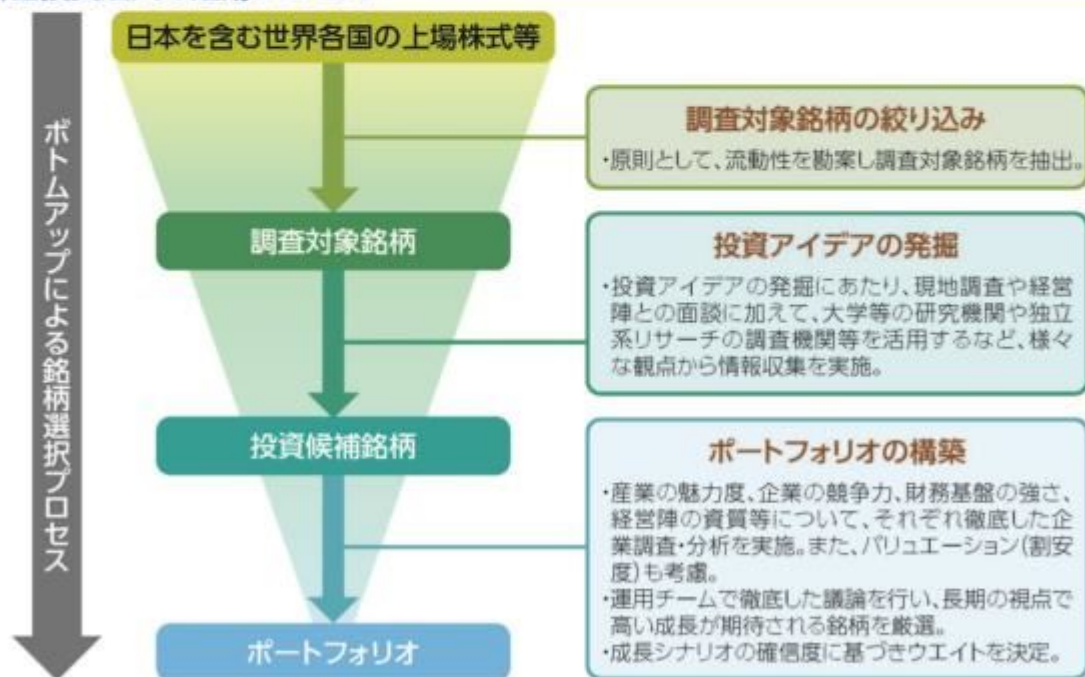 日本を含む世界各国の上場株式等
調査対象銘柄の絞り込み
・原則として、流動性を勘案し調査対象銘柄を抽出。
調査対象銘柄
投資アイデアの発掘
・投資アイデアの発掘にあたり、現地調査や経営
陣との面談に加えて、大学等の研究機関や独立
系リサーチの調査機関等を活用するなど、様々
な観点から情報収集を実施。
投資候補銘柄
ポートフォリオの構築
・産業の魅力度、企業の競争力、財務基盤の強さ、
経営陣の資質等について、それぞれ徹底した企
業調査・分析を実施。また、バリュエーション(割安
度)も考慮。
・運用チームで徹底した議論を行い、長期の視点で
高い成長が期待される銘柄を厳選。
・成長シナリオの確信度に基づきウエイトを決定。
ポートフォリオ
ボトムアップによる銘柄選択プロセス